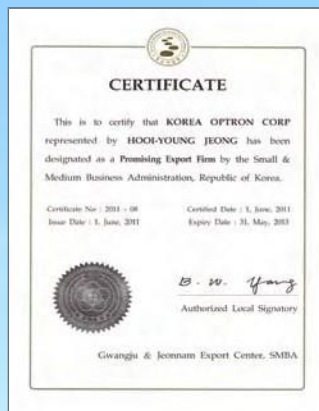 CERTIFICATE
This is to certify that KOREA OPTRON CORP
represented by HOOI-YOUNG JEONG has been
designated as a Promising Export Firm by the Small &
Medium Business Administration, Republic of Korea.
Certificate No : 2011 - 08 Certified Date : 1, June, 2011
Issue Date : 1, June, 2011 Expiry Date : 31, May, 2013
B. W. Yang
Authorized Local Signatory
Gwangju & Jeonnam Export Center, SMBA